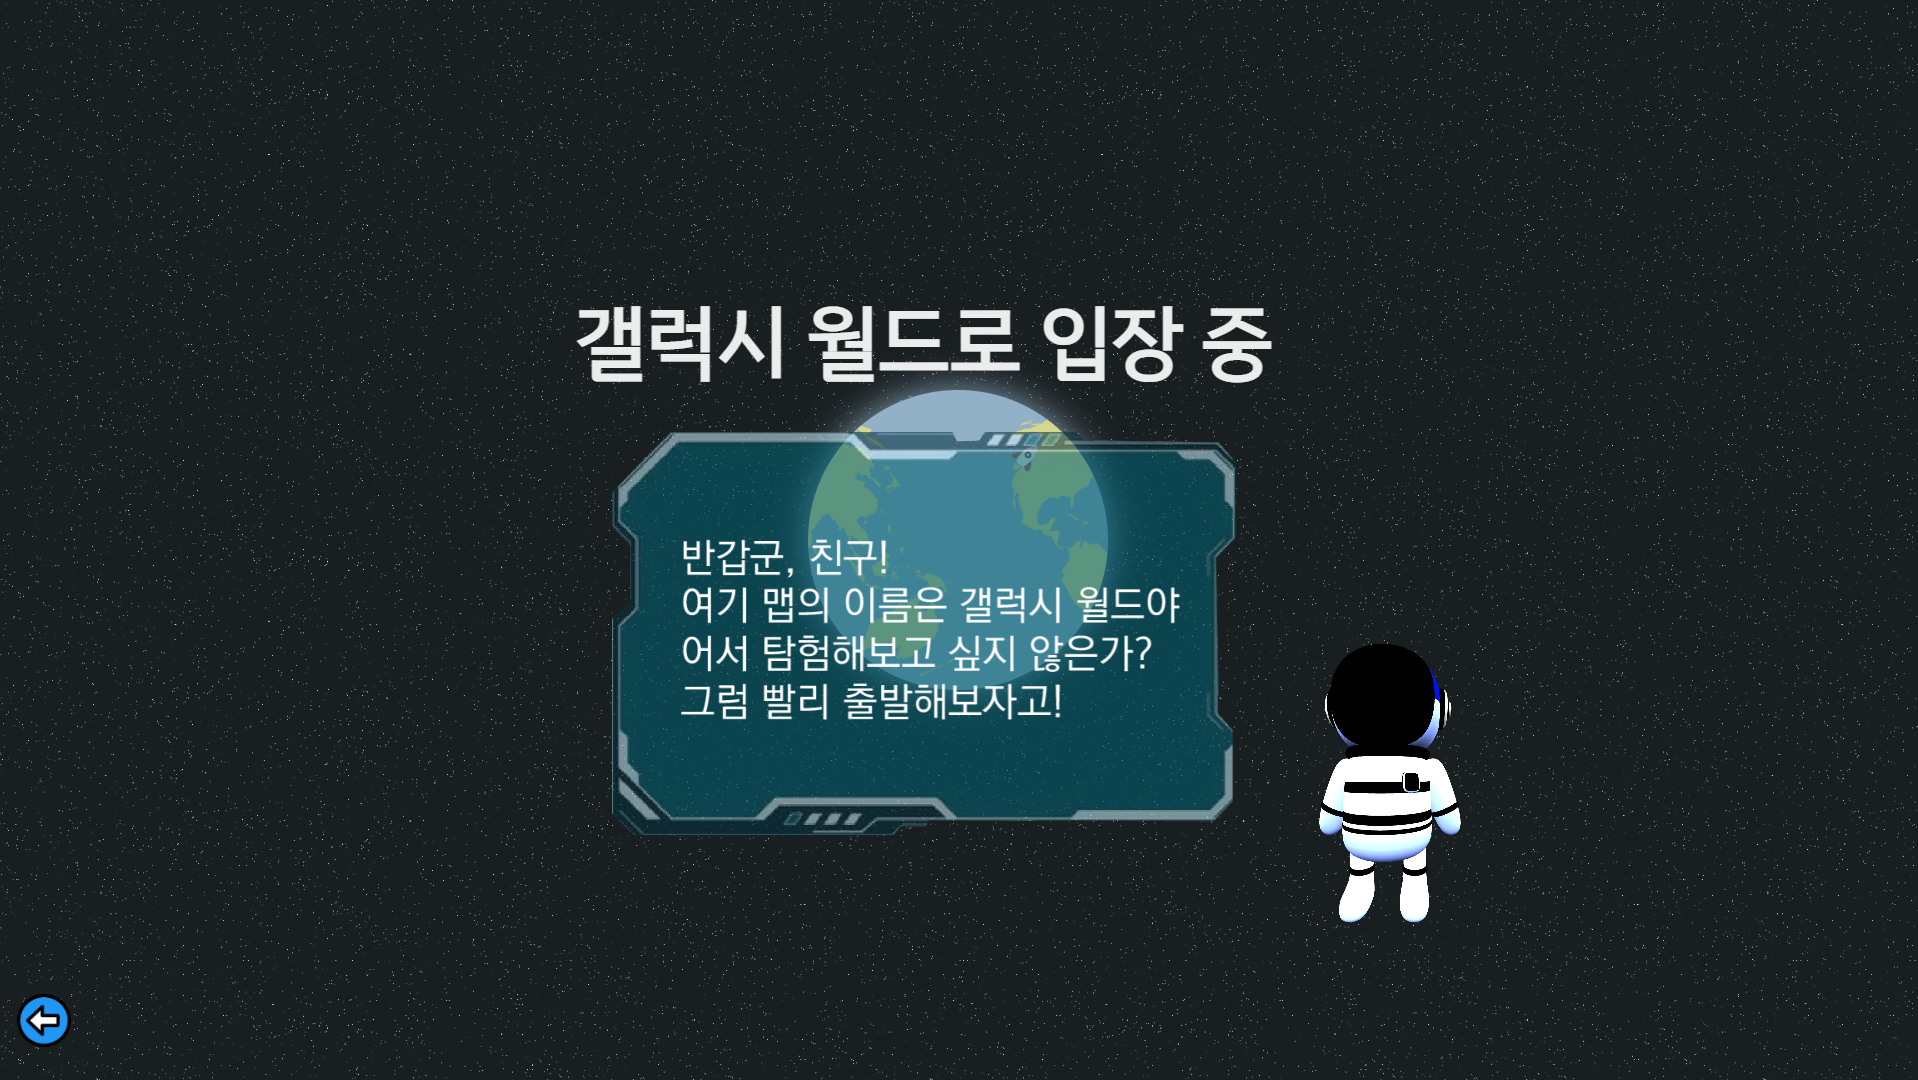 갤럭시 월드로 입장 중
반갑군, 친구!
여기 맵의 이름은 갤럭시 월드야
어서 탐험해보고 싶지 않은가?
그럼 빨리 출발해보자고!